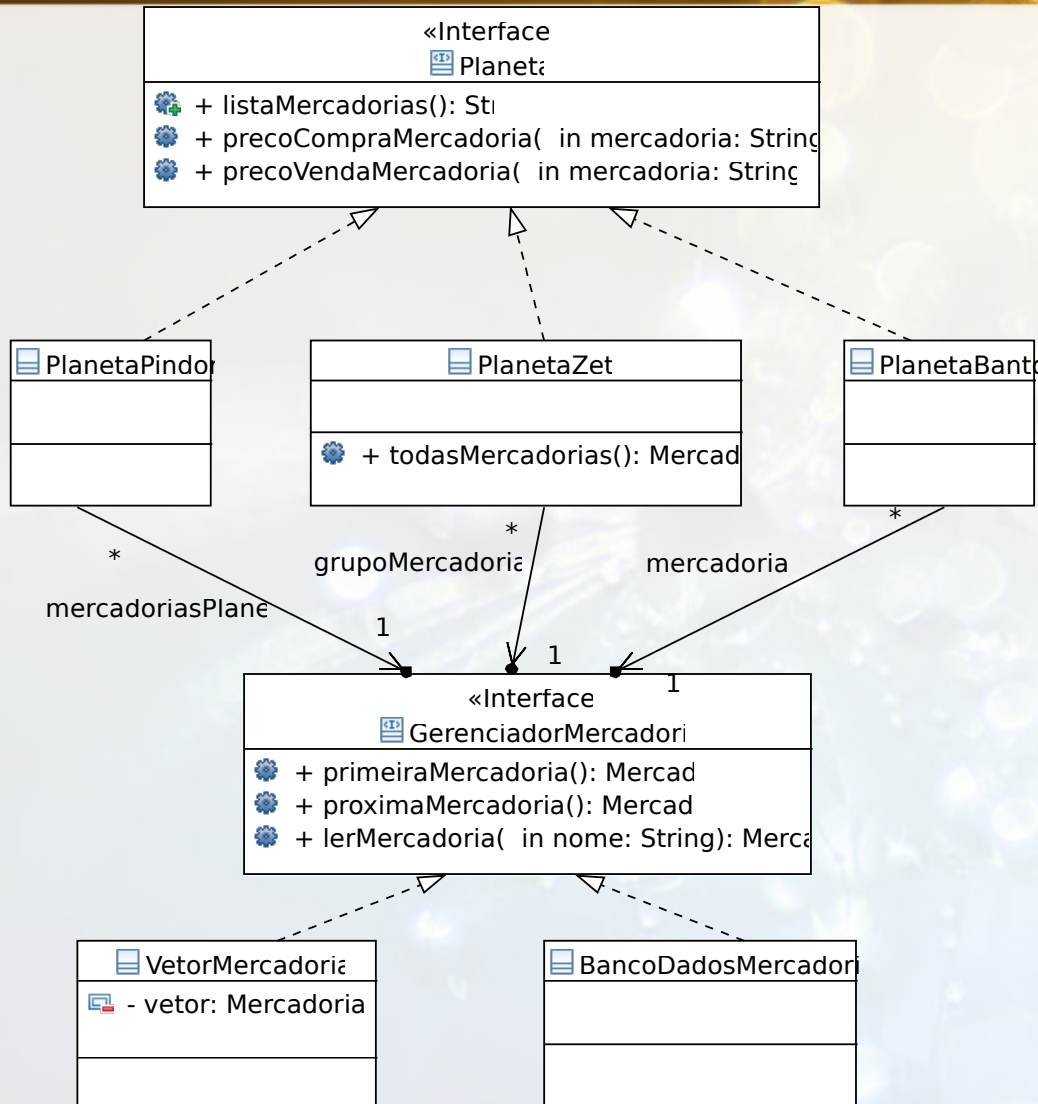 «Interface
Planeta
+ listaMercadorias(): Str
+ precoCompraMercadoria( in mercadoria: String
+ precoVendaMercadoria( in mercadoria: String
PlanetaPindor
PlanetaZet
PlanetaBanto
+ todasMercadorias(): Mercad
*
*
*
grupoMercadoria
mercadoria
mercadoriasPlane
1
1
1
«Interface
GerenciadorMercadori
+ primeiraMercadoria(): Mercad
+ proximaMercadoria(): Mercad
+ lerMercadoria( in nome: String): Merca
VetorMercadoria
BancoDadosMercadori
- vetor: Mercadoria